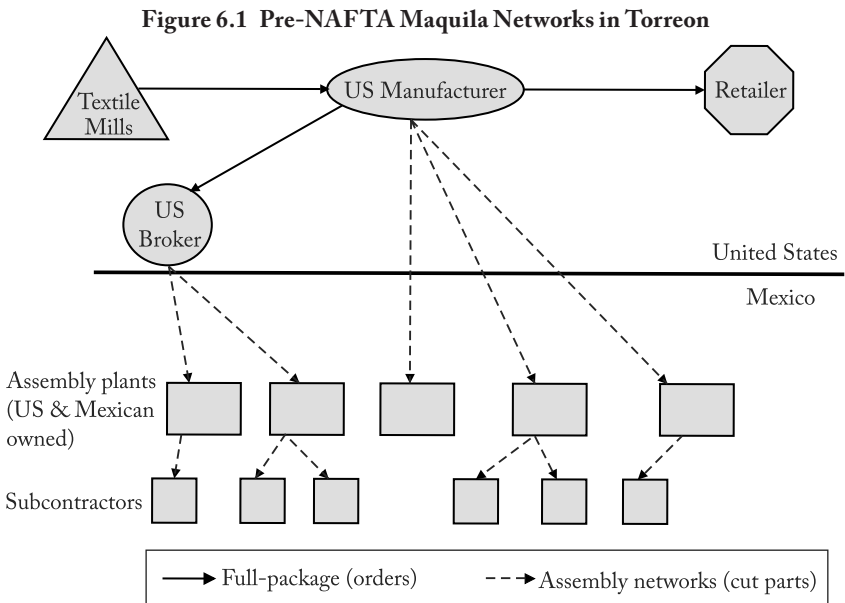 Figure 6.1 Pre-NAFTA Maquila Networks in Torreon
Textile
Mills
US Manufacturer
Retailer
US
Broker
United States
Mexico
Assembly plants
(US & Mexican
owned)
Subcontractors
Full-package (orders)
Assembly networks (cut parts)